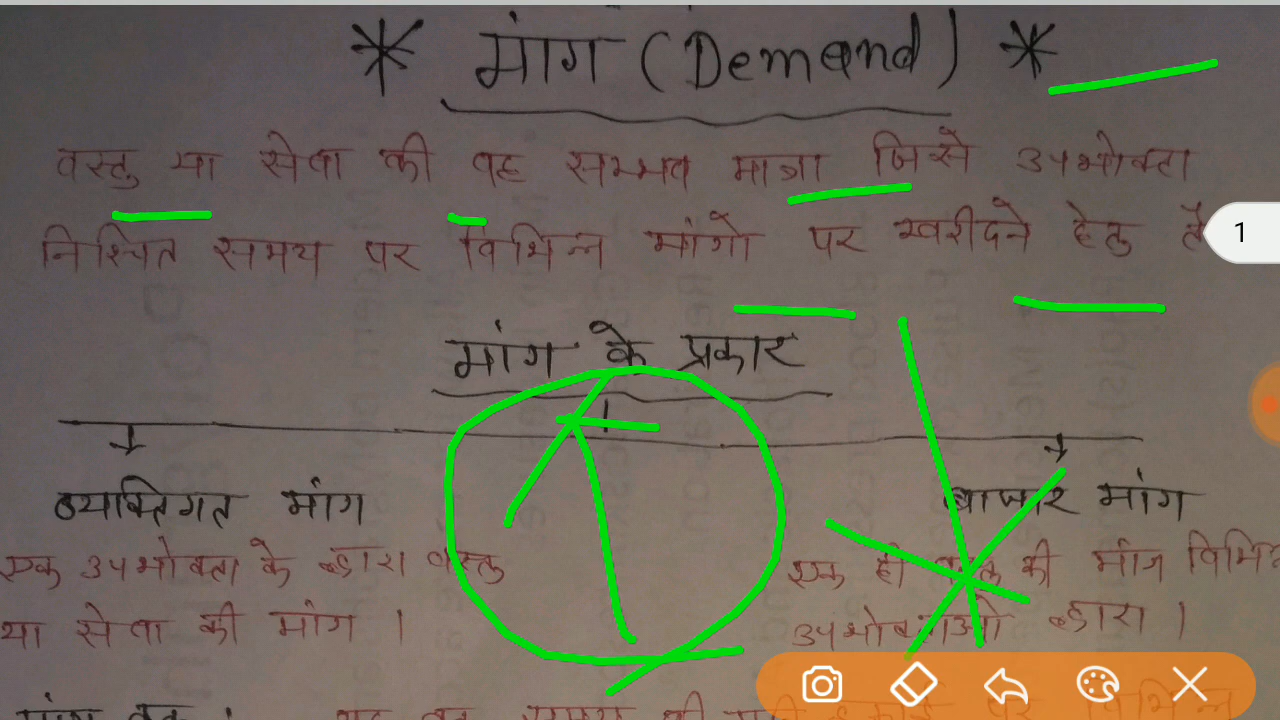 * मांग (Demand) *
वस्तु या सेवा की वह सम्भव मात्रा जिसे उपभोक्ता
निश्चित समय पर विभिन्न मांगो पर खरीदने हेतु तै
1
मांग के प्रकार
व्यक्तिगत मांग
बाजार मांग
एक उपभोक्ता के द्वारा वस्तु
या सेवा की मांग ।
एक ही वस्तु की मांग विभि
उपभोक्ताओ द्वारा ।